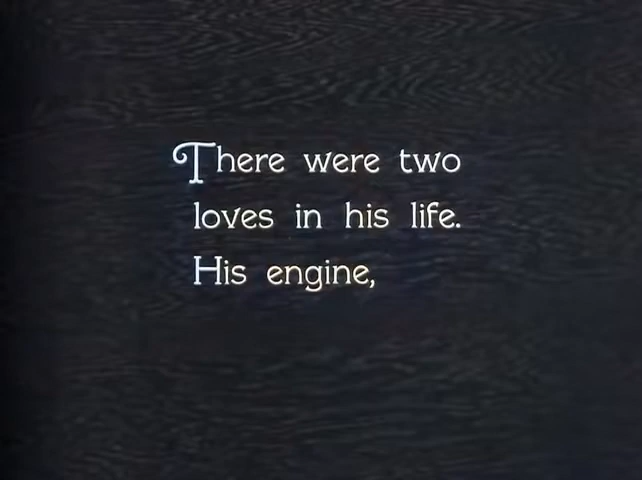 There were two
loves in his life.
His engine,